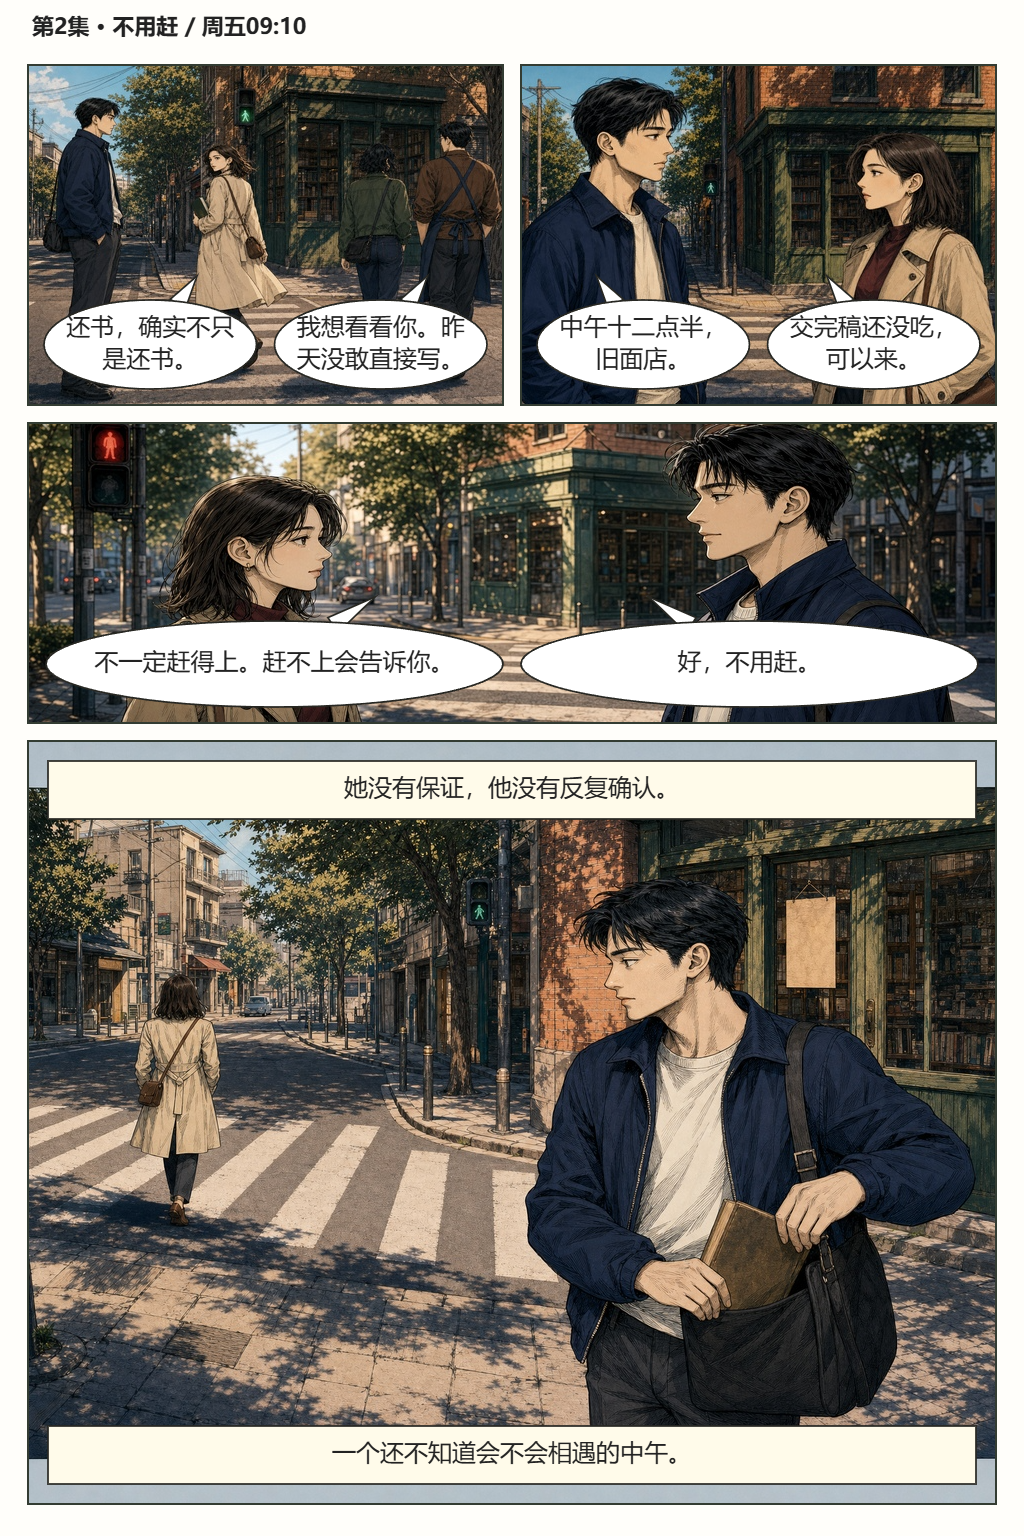 第2集・不用赶 / 周五09:10
还书，确实不只
是还书。
我想看看你。昨
天没敢直接写。
中午十二点半，
旧面店。
交完稿还没吃，
可以来。
不一定赶得上。赶不上会告诉你。
好，不用赶。
她没有保证，他没有反复确认。
一个还不知道会不会相遇的中午。